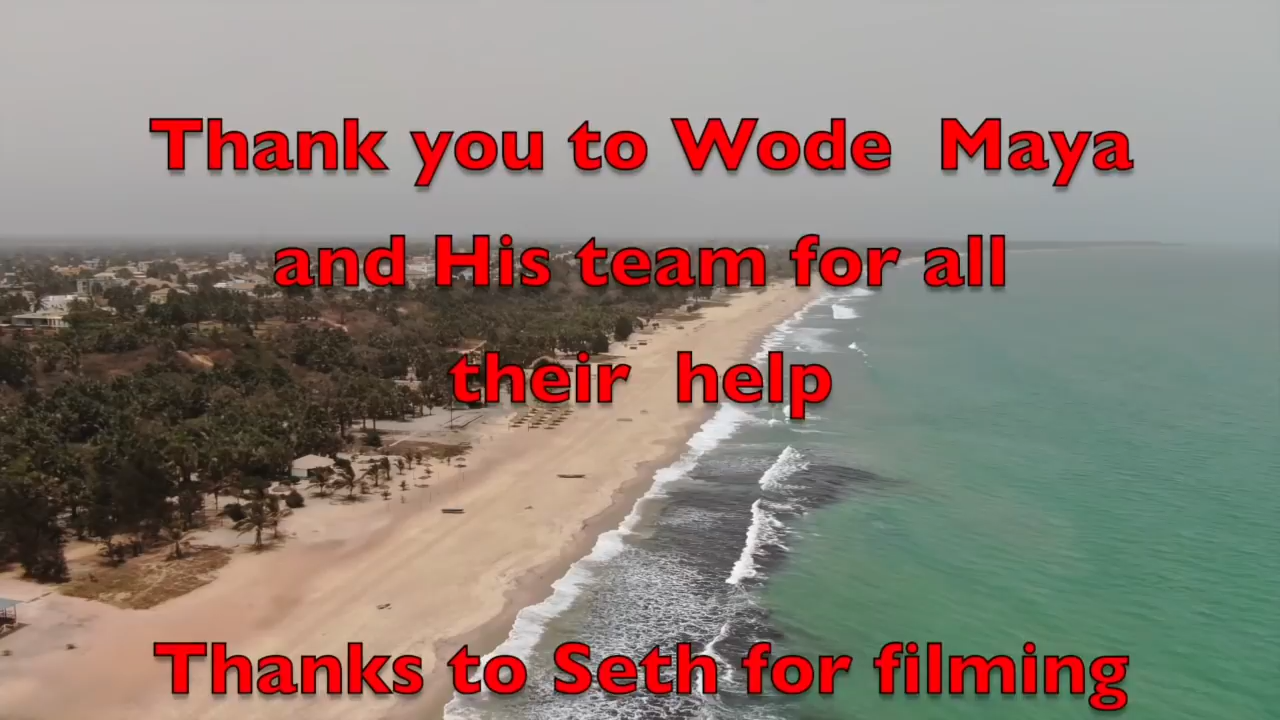 Thank you to Wode  Maya
and His team for all
their  help
Thanks to Seth for filming